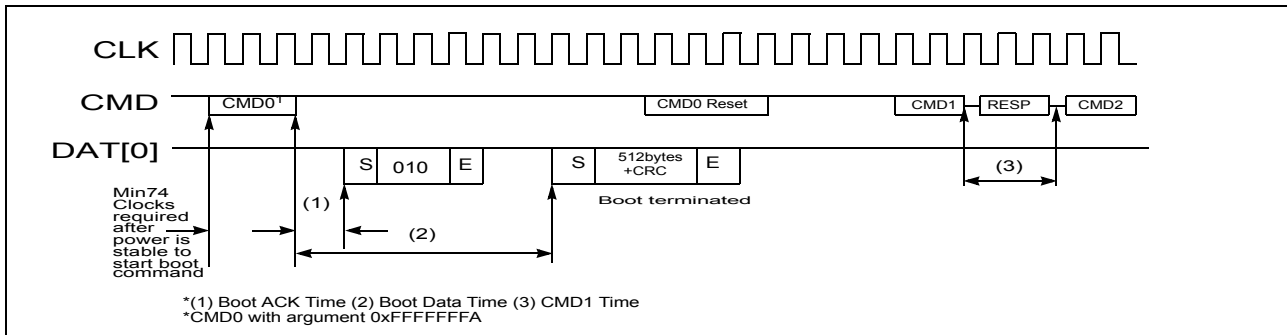 CLK
CMD
CMD0¹
CMD0 Reset
CMD1
RESP
CMD2
DAT[0]
S
010
E
S
512bytes
+CRC
E
(3)
Min74
Clocks
required
after
power is
stable to
start boot
command
(1)
(2)
Boot terminated
*(1) Boot ACK Time (2) Boot Data Time (3) CMD1 Time
*CMD0 with argument 0xFFFFFFFA